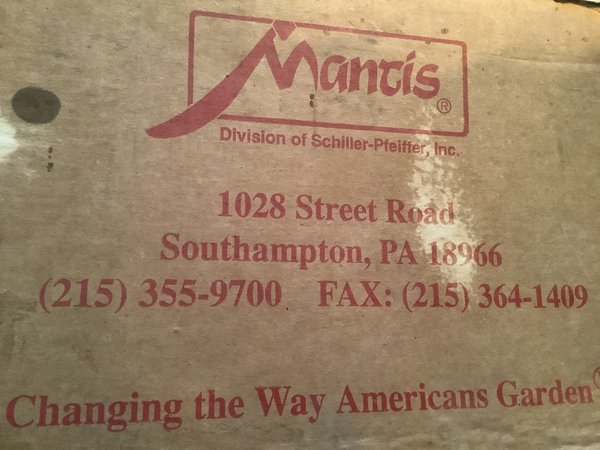 Mantis ®
Division of Schiller-Pfeiffer, Inc.
1028 Street Road
Southampton, PA 18966
(215) 355-9700 FAX: (215) 364-1409
Changing the Way Americans Garden®